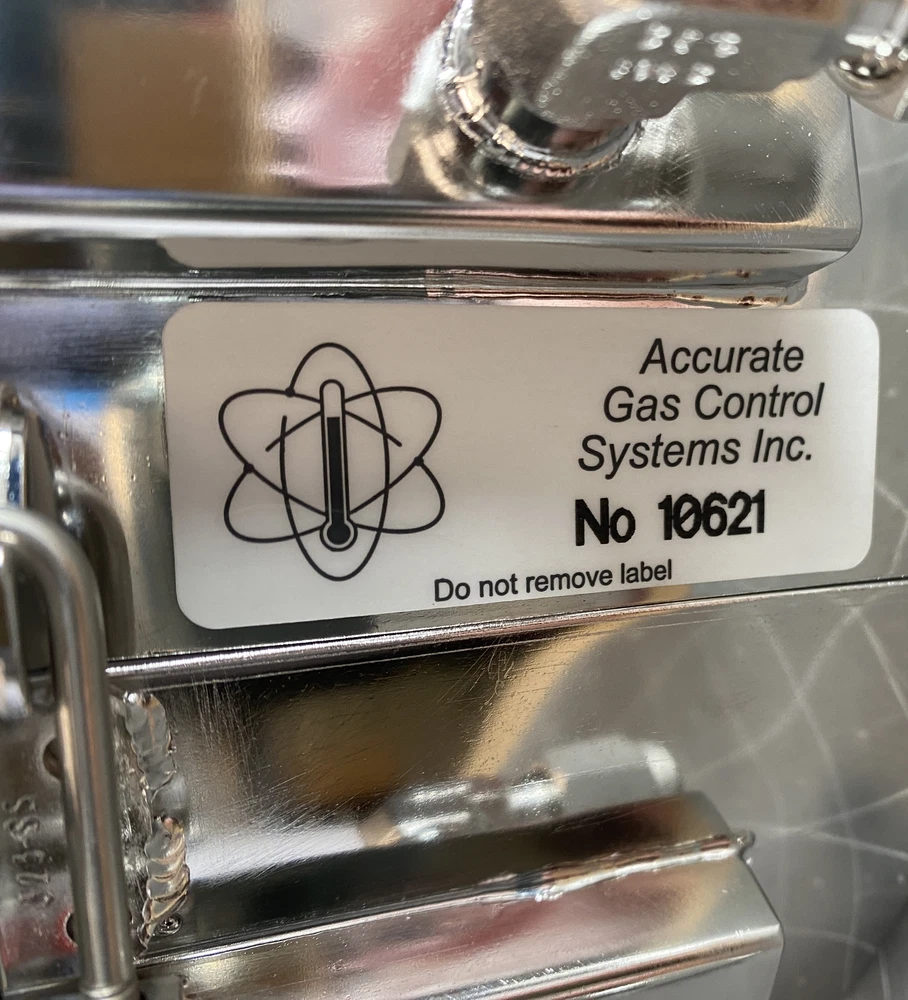 Accurate
Gas Control
Systems Inc.
No 10621
Do not remove label